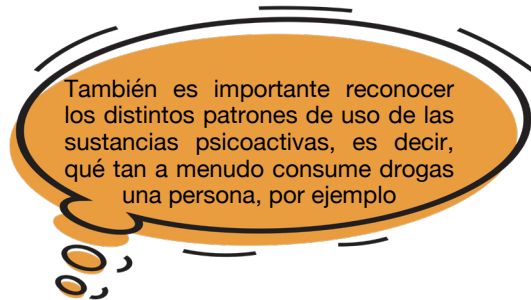 También es importante reconocer
los distintos patrones de uso de las
sustancias psicoactivas, es decir,
qué tan a menudo consume drogas
una persona, por ejemplo